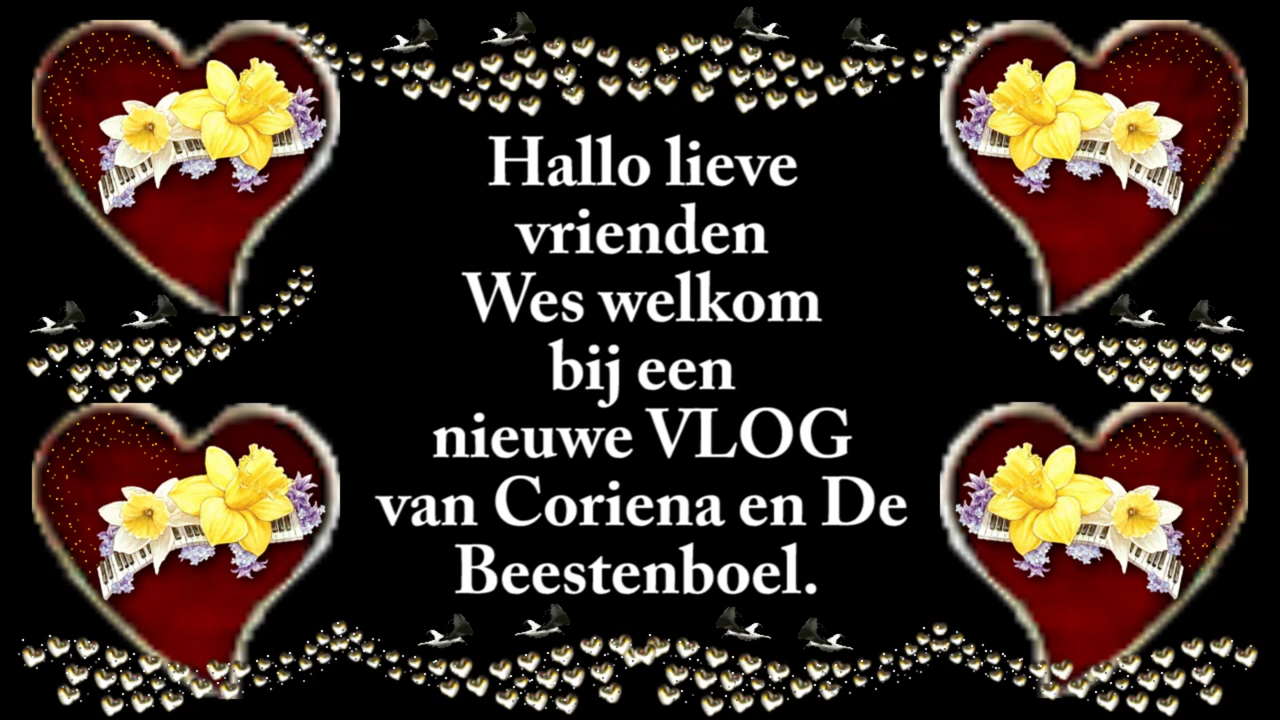 Hallo lieve
vrienden
Wes welkom
bij een
nieuwe VLOG
van Coriena en De
Beestenboel.